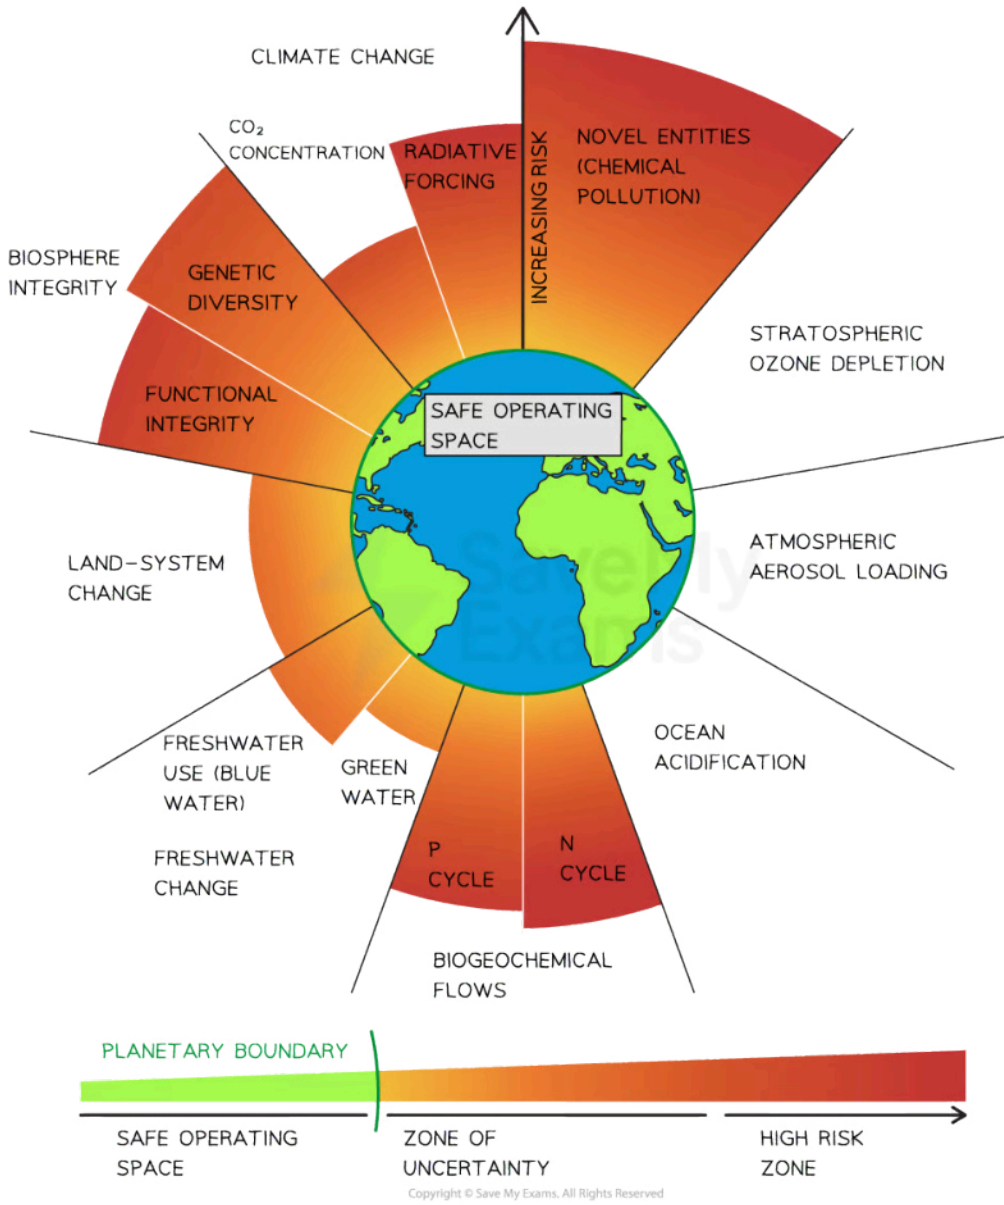 CLIMATE CHANGE
CO₂
CONCENTRATION
RADIATIVE
FORCING
INCREASING RISK
NOVEL ENTITIES
(CHEMICAL
POLLUTION)
BIOSPHERE
INTEGRITY
GENETIC
DIVERSITY
FUNCTIONAL
INTEGRITY
STRATOSPHERIC
OZONE DEPLETION
SAFE OPERATING
SPACE
LAND-SYSTEM
CHANGE
ATMOSPHERIC
AEROSOL LOADING
SaveMy
Exams
FRESHWATER
USE (BLUE
WATER)
GREEN
WATER
FRESHWATER
CHANGE
OCEAN
ACIDIFICATION
P
CYCLE
N
CYCLE
BIOGEOCHEMICAL
FLOWS
PLANETARY BOUNDARY
SAFE OPERATING
SPACE
ZONE OF
UNCERTAINTY
HIGH RISK
ZONE
Copyright © Save My Exams. All Rights Reserved